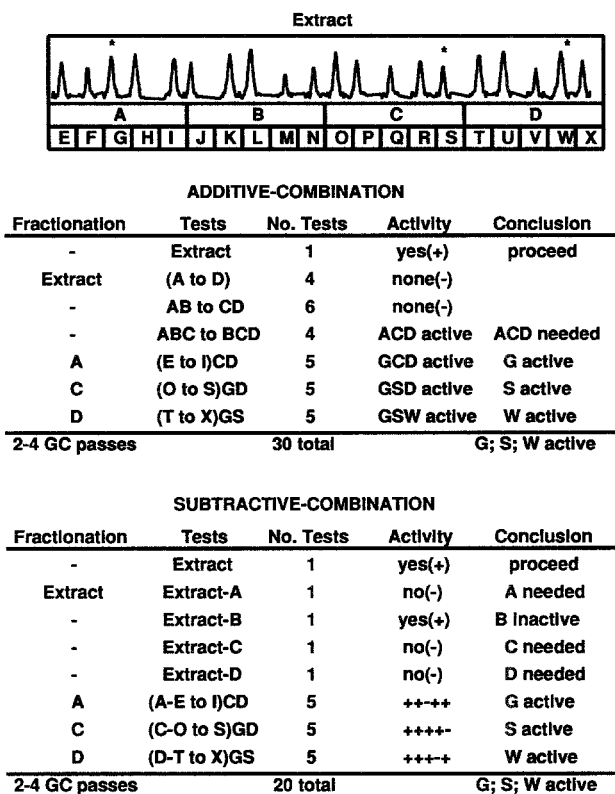 Extract
* * *
A B C D
E F G H I J K L M N O P Q R S T U V W X
ADDITIVE-COMBINATION
Fractionation Tests No. Tests Activity Conclusion
- Extract 1 yes(+) proceed
Extract (A to D) 4 none(-)
- AB to CD 6 none(-)
- ABC to BCD 4 ACD active ACD needed
A (E to I)CD 5 GCD active G active
C (O to S)GD 5 GSD active S active
D (T to X)GS 5 GSW active W active
2-4 GC passes 30 total G; S; W active
SUBTRACTIVE-COMBINATION
Fractionation Tests No. Tests Activity Conclusion
- Extract 1 yes(+) proceed
Extract Extract-A 1 no(-) A needed
- Extract-B 1 yes(+) B inactive
- Extract-C 1 no(-) C needed
- Extract-D 1 no(-) D needed
A (A-E to I)CD 5 ++-++ G active
C (C-O to S)GD 5 ++++- S active
D (D-T to X)GS 5 +++-+ W active
2-4 GC passes 20 total G; S; W active